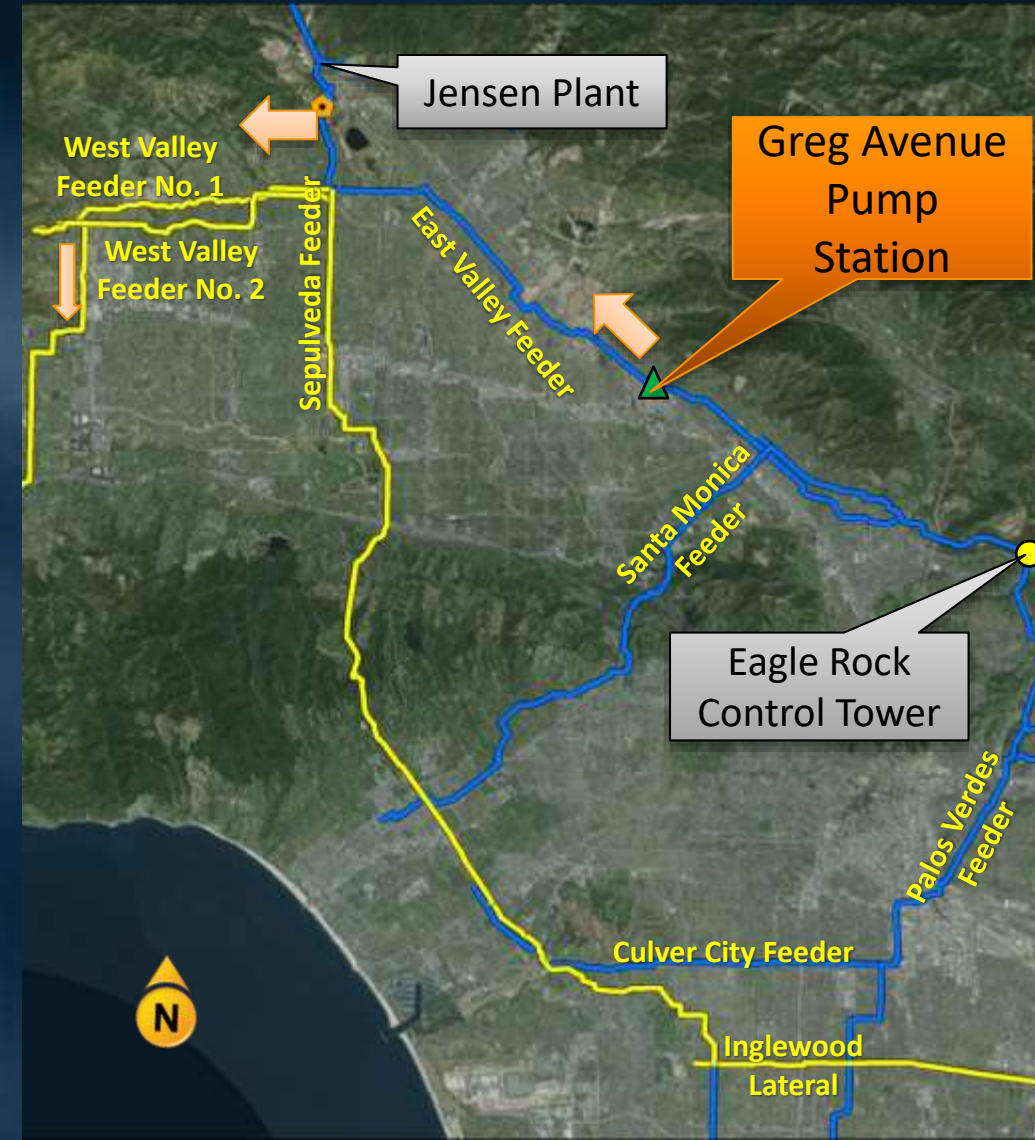 Jensen Plant
Greg Avenue
Pump
Station
West Valley
Feeder No. 1
West Valley
Feeder No. 2
Sepulveda Feeder
East Valley Feeder
Santa Monica
Feeder
Eagle Rock
Control Tower
Palos Verdes
Feeder
Culver City Feeder
N
Inglewood
Lateral